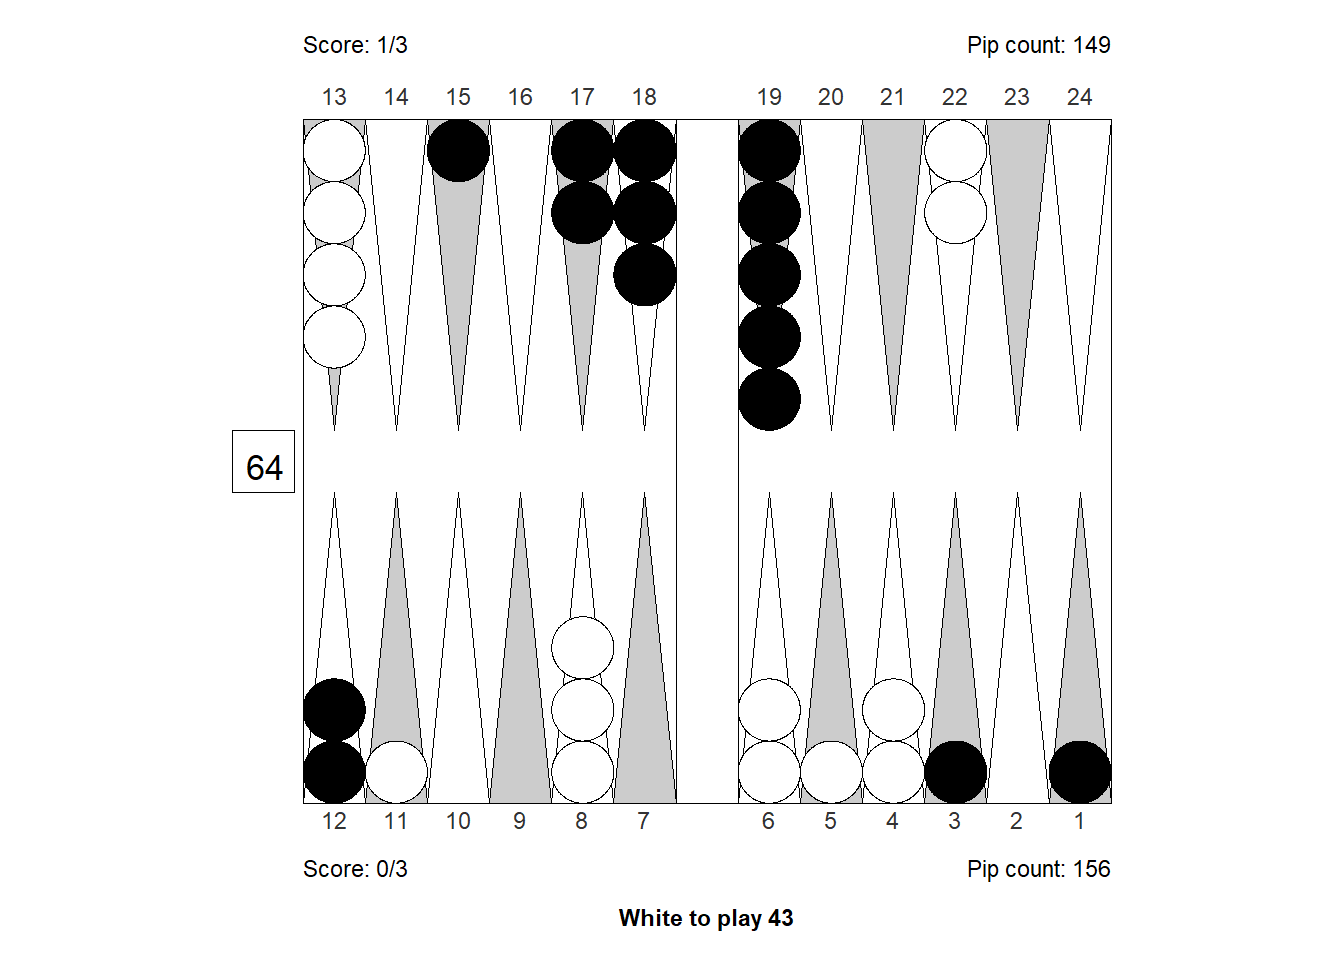 Score: 1/3 Pip count: 149
13 14 15 16 17 18 19 20 21 22 23 24
64
12 11 10 9 8 7 6 5 4 3 2 1
Score: 0/3 Pip count: 156
White to play 43